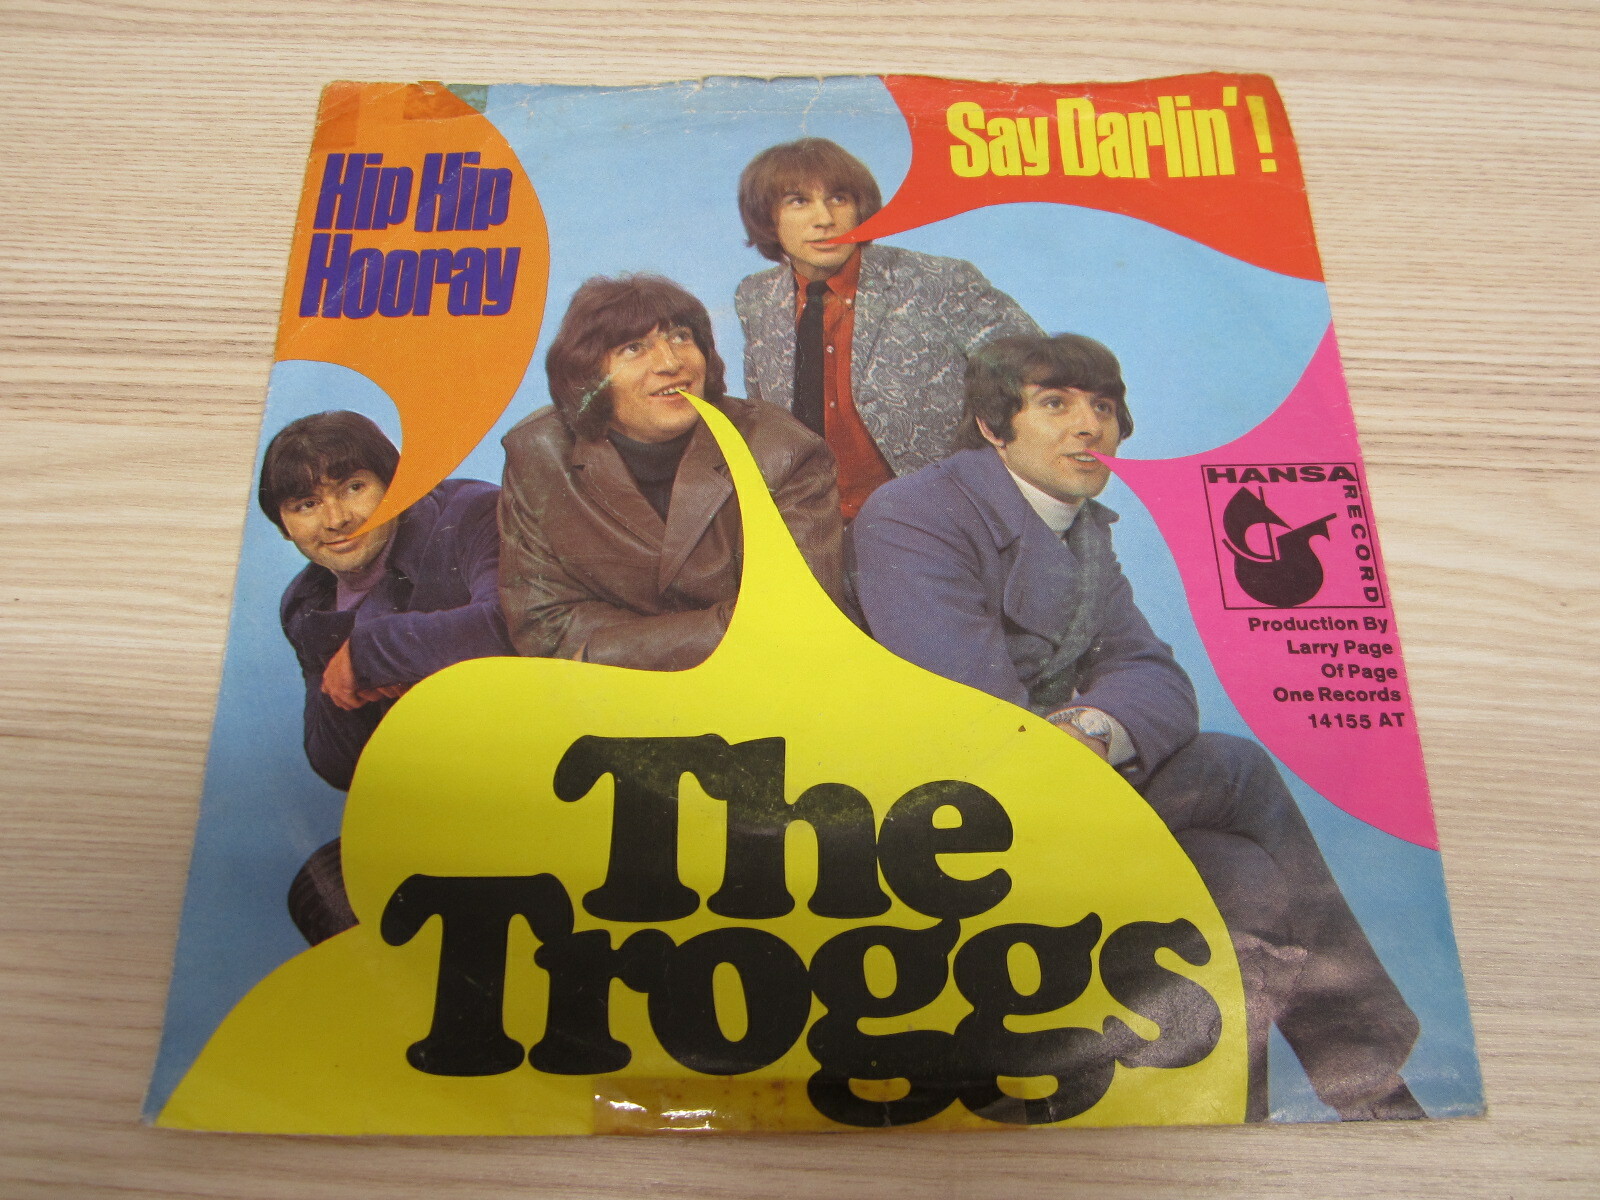 Hip Hip
Hooray
Say Darlin'!
HANSA
RECORD
Production By
Larry Page
Of Page
One Records
14155 AT
The
Troggs